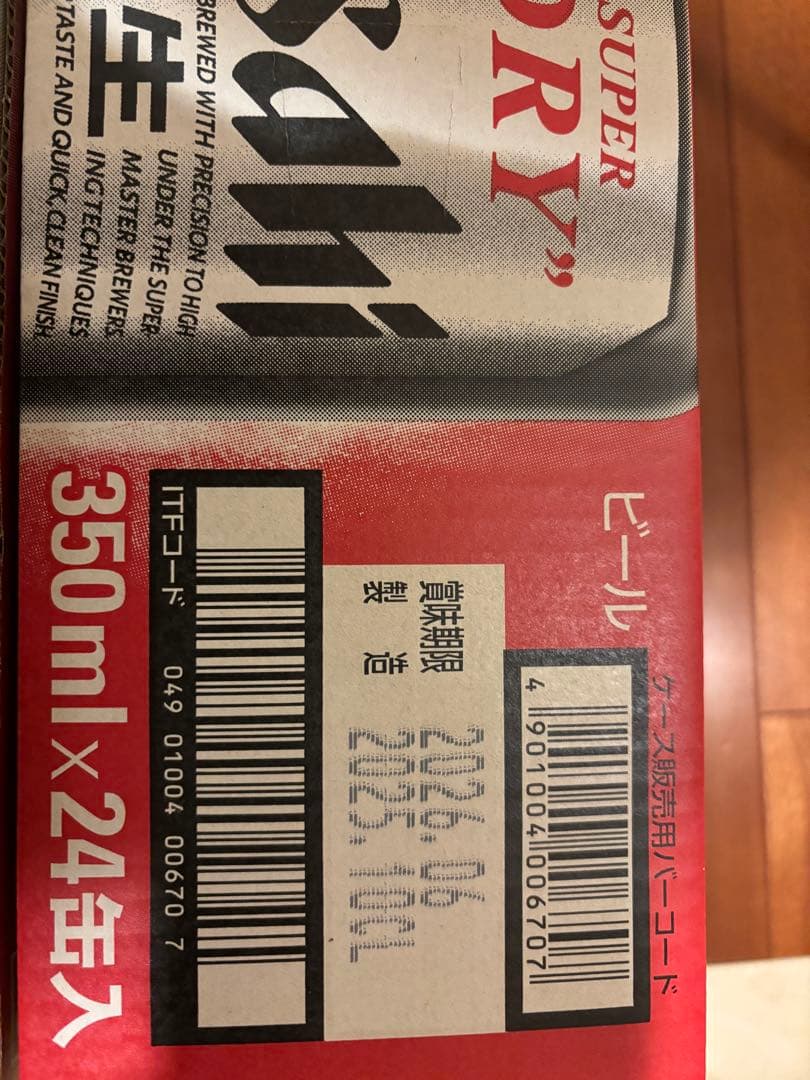 SUPER
DRY”
sahi
生
BREWED WITH PRECISION TO HIGH
UNDER THE SUPER
MASTER BREWERS
ING TECHNIQUES
TASTE AND QUICK, CLEAN FINISH
ビール
ケース販売用バーコード
4 901004 006707
賞味期限 2026.06
製造 2025.10CL
ITFコード 049 01004 00670 7
350ml×24缶入